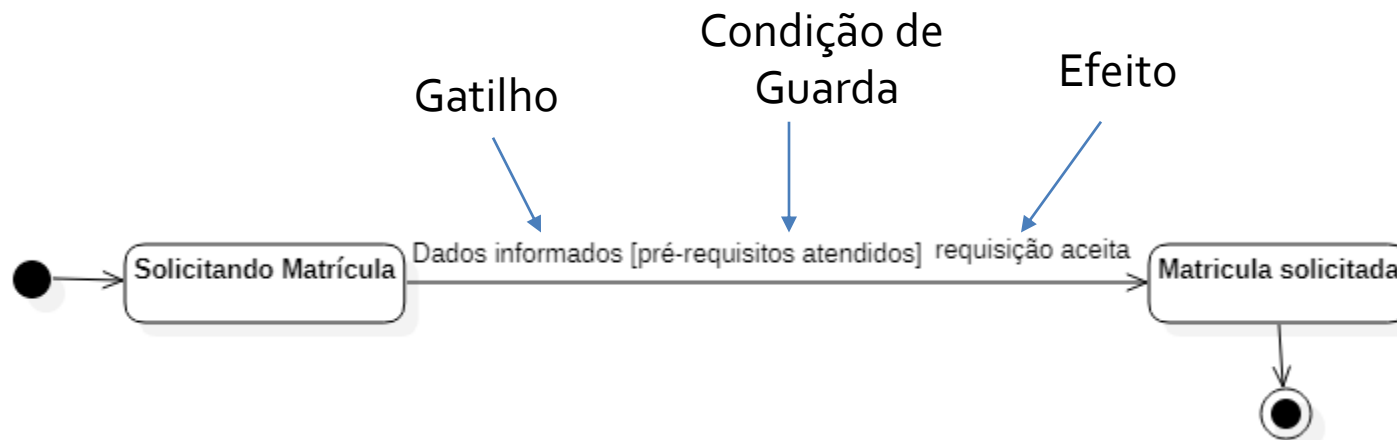 Condição de
Guarda
Efeito
Gatilho
Dados informados [pré-requisitos atendidos] requisição aceita
Solicitando Matrícula
Matricula solicitada